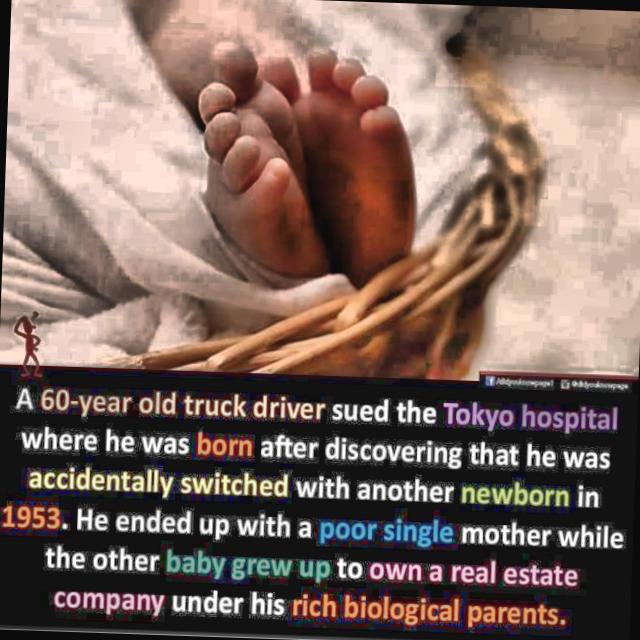 A 60-year old truck driver sued the Tokyo hospital
where he was born after discovering that he was
accidentally switched with another newborn in
1953. He ended up with a poor single mother while
the other baby grew up to own a real estate
company under his rich biological parents.